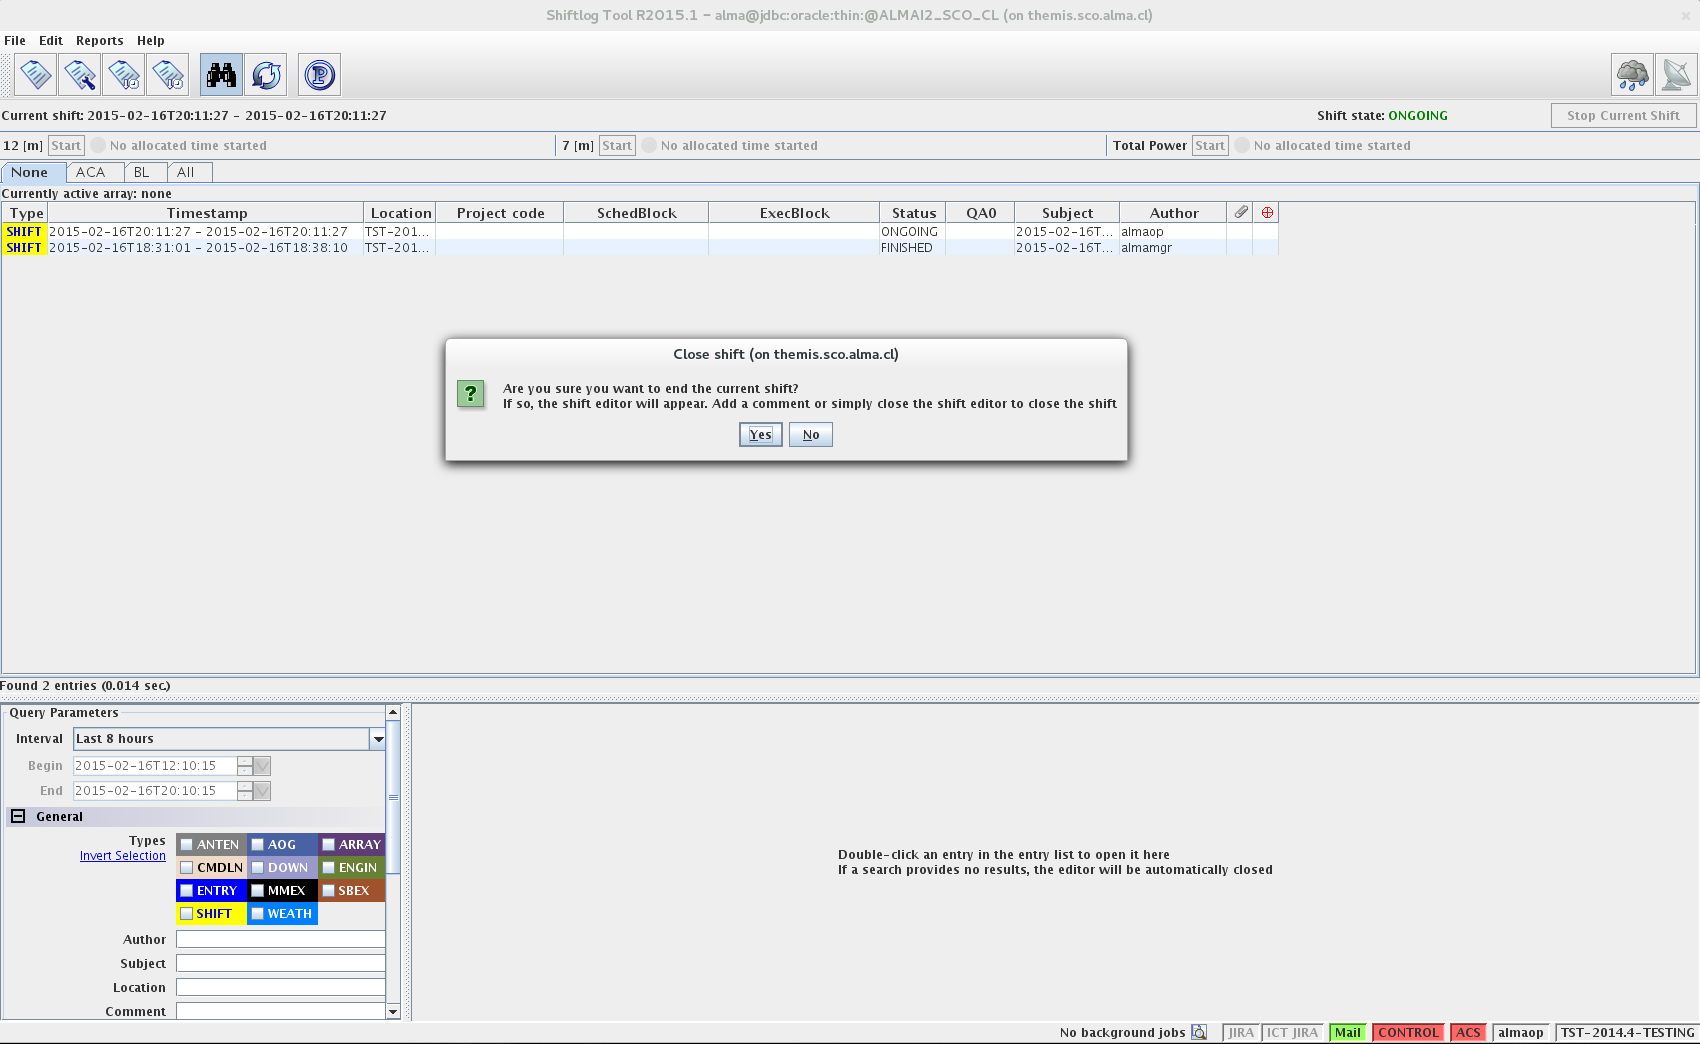 Shiftlog Tool R2015.1 - alma@jdbc:oracle:thin:@ALMAI2_SCO_CL (on themis.sco.alma.cl)
File Edit Reports Help
Current shift: 2015-02-16T20:11:27 - 2015-02-16T20:11:27 Shift state: ONGOING Stop Current Shift
12 [m] Start No allocated time started 7 [m] Start No allocated time started Total Power Start No allocated time started
None ACA BL All
Currently active array: none
Type Timestamp Location Project code SchedBlock ExecBlock Status QA0 Subject Author
SHIFT 2015-02-16T20:11:27 - 2015-02-16T20:11:27 TST-201... ONGOING 2015-02-16T... almaop
SHIFT 2015-02-16T18:31:01 - 2015-02-16T18:38:10 TST-201... FINISHED 2015-02-16T... almamgr
Close shift (on themis.sco.alma.cl)
?
Are you sure you want to end the current shift?
If so, the shift editor will appear. Add a comment or simply close the shift editor to close the shift
Yes No
Found 2 entries (0.014 sec.)
Query Parameters
Interval Last 8 hours
Begin 2015-02-16T12:10:15
End 2015-02-16T20:10:15
General
Types
Invert Selection
ANTEN AOG ARRAY
CMDLN DOWN ENGIN
ENTRY MMEX SBEX
SHIFT WEATH
Author
Subject
Location
Comment
Double-click an entry in the entry list to open it here
If a search provides no results, the editor will be automatically closed
No background jobs JIRA ICT JIRA Mail CONTROL ACS almaop TST-2014.4-TESTING